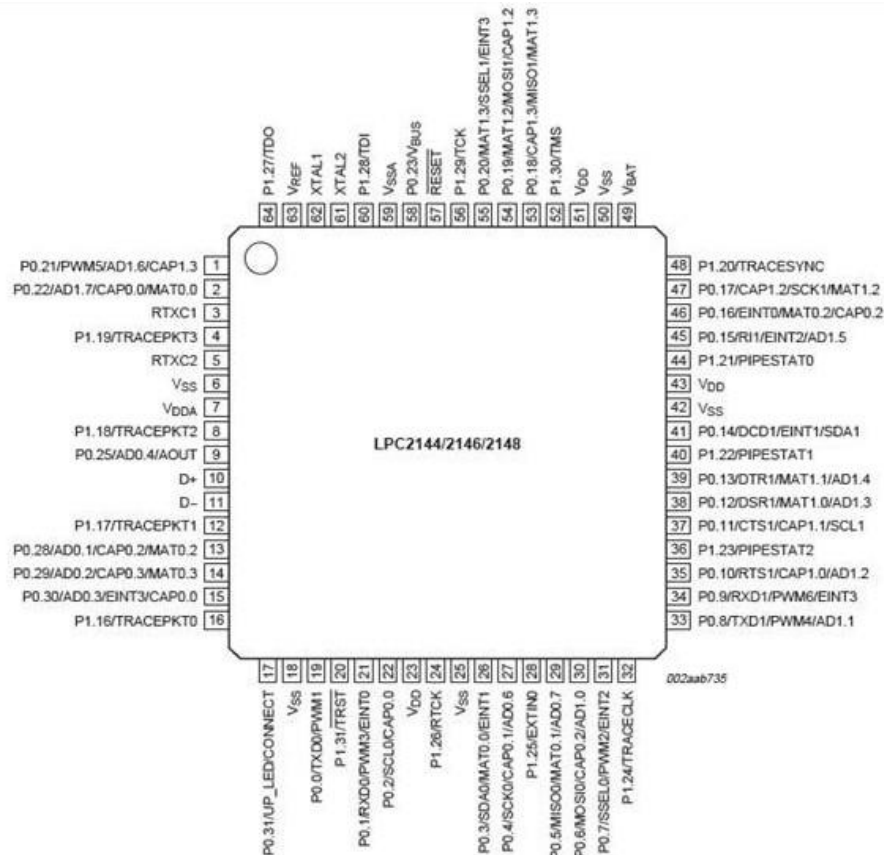 P1.27/TDO
VREF
XTAL1
XTAL2
P1.28/TDI
VSSA
P0.23/VBUS
RESET
P1.29/TCK
P0.20/MAT1.3/SSEL1/EINT3
P0.19/MAT1.2/MOSI1/CAP1.2
P0.18/CAP1.3/MISO1/MAT1.3
P1.30/TMS
VDD
VSS
VBAT
64 63 62 61 60 59 58 57 56 55 54 53 52 51 50 49
P0.21/PWM5/AD1.6/CAP1.3 1
P0.22/AD1.7/CAP0.0/MAT0.0 2
RTXC1 3
P1.19/TRACEPKT3 4
RTXC2 5
VSS 6
VDDA 7
P1.18/TRACEPKT2 8
P0.25/AD0.4/AOUT 9
D+ 10
D− 11
P1.17/TRACEPKT1 12
P0.28/AD0.1/CAP0.2/MAT0.2 13
P0.29/AD0.2/CAP0.3/MAT0.3 14
P0.30/AD0.3/EINT3/CAP0.0 15
P1.16/TRACEPKT0 16
LPC2144/2146/2148
48 P1.20/TRACESYNC
47 P0.17/CAP1.2/SCK1/MAT1.2
46 P0.16/EINT0/MAT0.2/CAP0.2
45 P0.15/RI1/EINT2/AD1.5
44 P1.21/PIPESTAT0
43 VDD
42 VSS
41 P0.14/DCD1/EINT1/SDA1
40 P1.22/PIPESTAT1
39 P0.13/DTR1/MAT1.1/AD1.4
38 P0.12/DSR1/MAT1.0/AD1.3
37 P0.11/CTS1/CAP1.1/SCL1
36 P1.23/PIPESTAT2
35 P0.10/RTS1/CAP1.0/AD1.2
34 P0.9/RXD1/PWM6/EINT3
33 P0.8/TXD1/PWM4/AD1.1
17 18 19 20 21 22 23 24 25 26 27 28 29 30 31 32
P0.31/UP_LED/CONNECT
VSS
P0.0/TXD0/PWM1
P1.31/TRST
P0.1/RXD0/PWM3/EINT0
P0.2/SCL0/CAP0.0
VDD
P1.26/RTCK
VSS
P0.3/SDA0/MAT0.0/EINT1
P0.4/SCK0/CAP0.1/AD0.6
P1.25/EXTIN0
P0.5/MISO0/MAT0.1/AD0.7
P0.6/MOSI0/CAP0.2/AD1.0
P0.7/SSEL0/PWM2/EINT2
P1.24/TRACECLK
002aab735